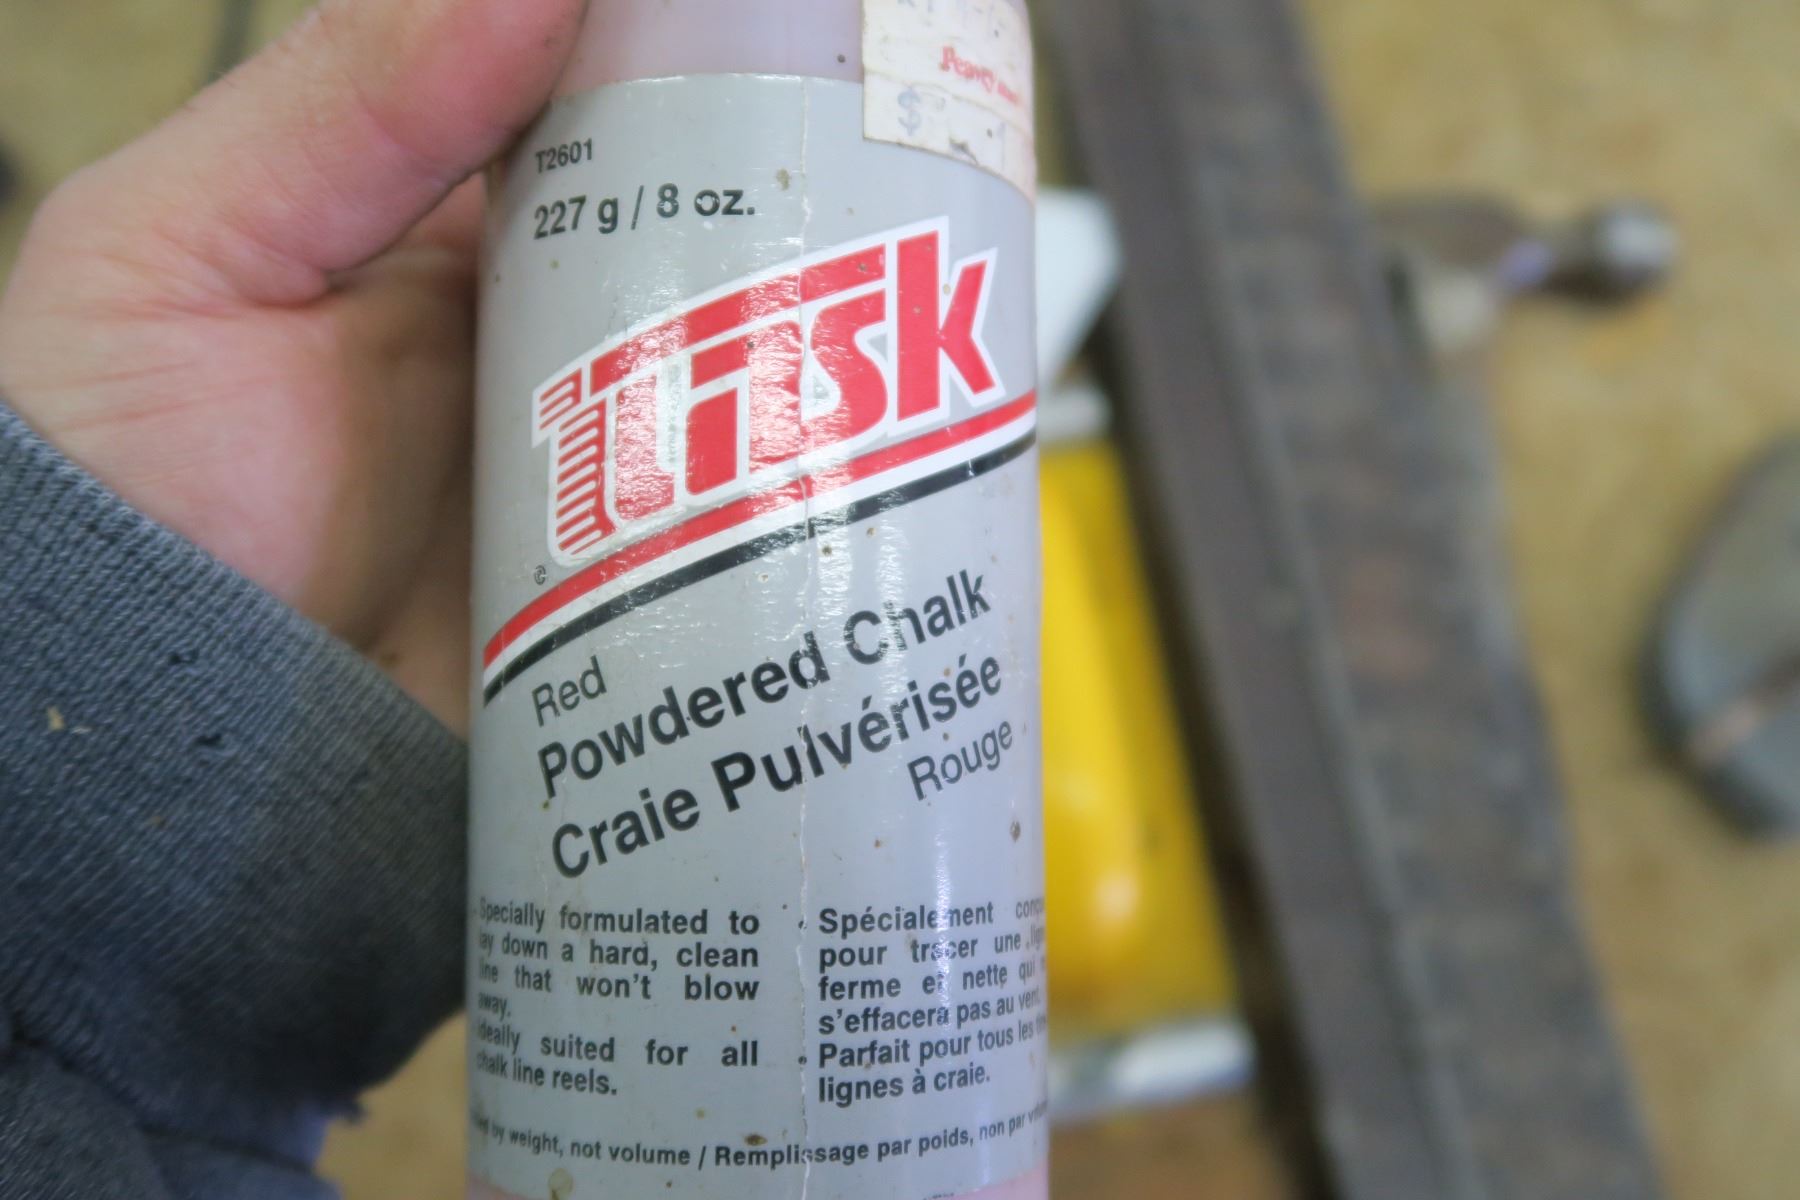 $
T2601
227 g / 8 oz.
Task
©
Red
Powdered Chalk
Craie Pulvérisée
Rouge
Specially formulated to
lay down a hard, clean
line that won't blow
away.
Ideally suited for all
chalk line reels.
• Spécialement
pour tracer une
ferme et nette qui
s'effacera pas au vent.
• Parfait pour tous les
lignes à craie.
by weight, not volume / Remplissage par poids, non par